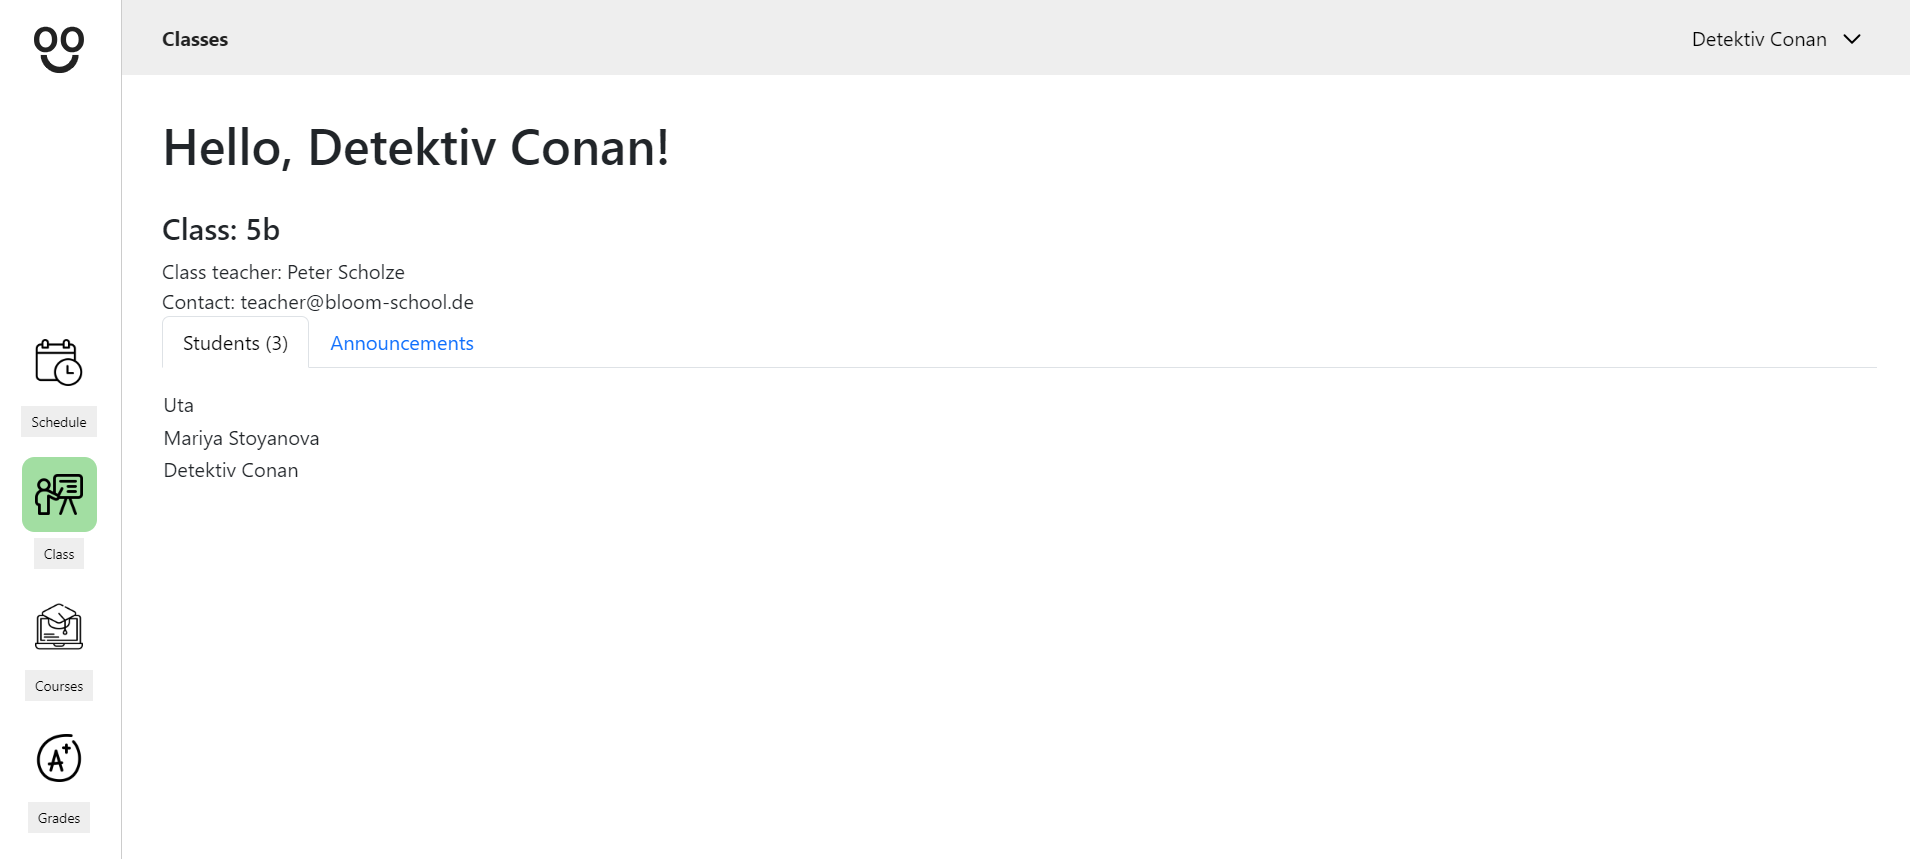 Classes
Detektiv Conan
Hello, Detektiv Conan!
Class: 5b
Class teacher: Peter Scholze
Contact: teacher@bloom-school.de
Students (3)
Announcements
Uta
Mariya Stoyanova
Detektiv Conan
Schedule
Class
Courses
A+
Grades